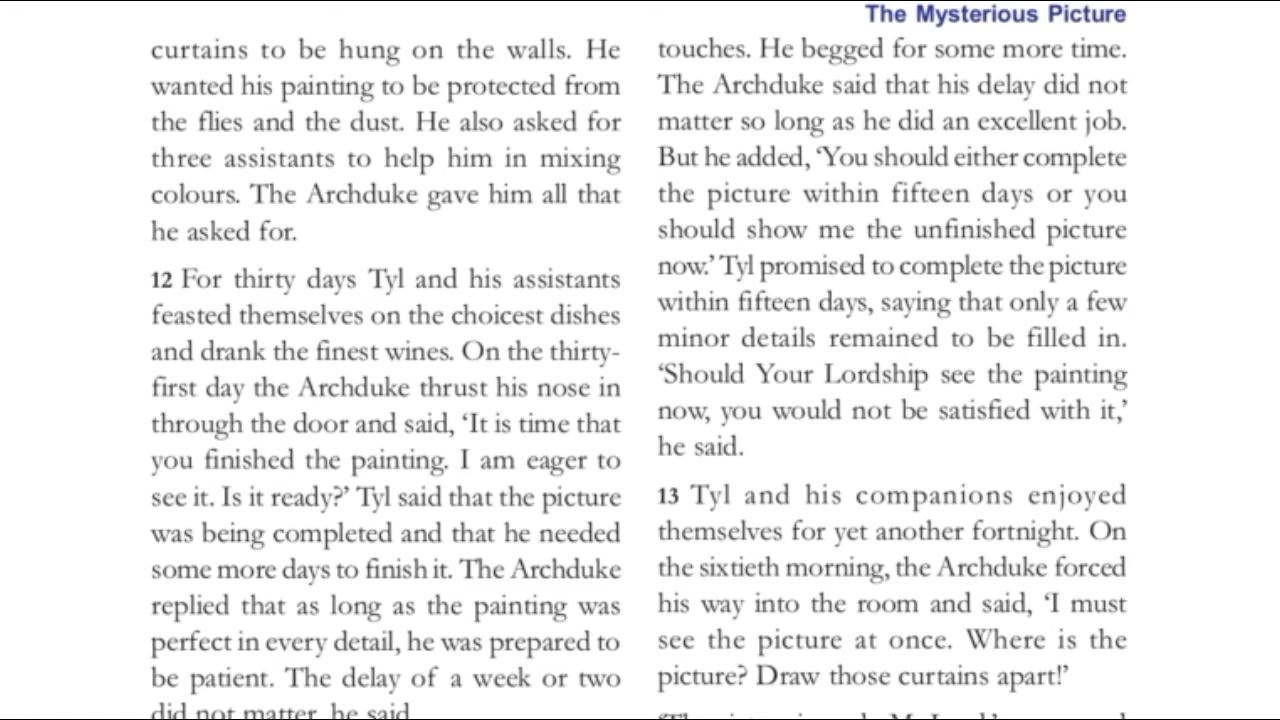 The Mysterious Picture
curtains to be hung on the walls. He
wanted his painting to be protected from
the flies and the dust. He also asked for
three assistants to help him in mixing
colours. The Archduke gave him all that
he asked for.
12 For thirty days Tyl and his assistants
feasted themselves on the choicest dishes
and drank the finest wines. On the thirty-
first day the Archduke thrust his nose in
through the door and said, ‘It is time that
you finished the painting. I am eager to
see it. Is it ready?’ Tyl said that the picture
was being completed and that he needed
some more days to finish it. The Archduke
replied that as long as the painting was
perfect in every detail, he was prepared to
be patient. The delay of a week or two
did not matter, he said.
touches. He begged for some more time.
The Archduke said that his delay did not
matter so long as he did an excellent job.
But he added, ‘You should either complete
the picture within fifteen days or you
should show me the unfinished picture
now.’ Tyl promised to complete the picture
within fifteen days, saying that only a few
minor details remained to be filled in.
‘Should Your Lordship see the painting
now, you would not be satisfied with it,’
he said.
13 Tyl and his companions enjoyed
themselves for yet another fortnight. On
the sixtieth morning, the Archduke forced
his way into the room and said, ‘I must
see the picture at once. Where is the
picture? Draw those curtains apart!’